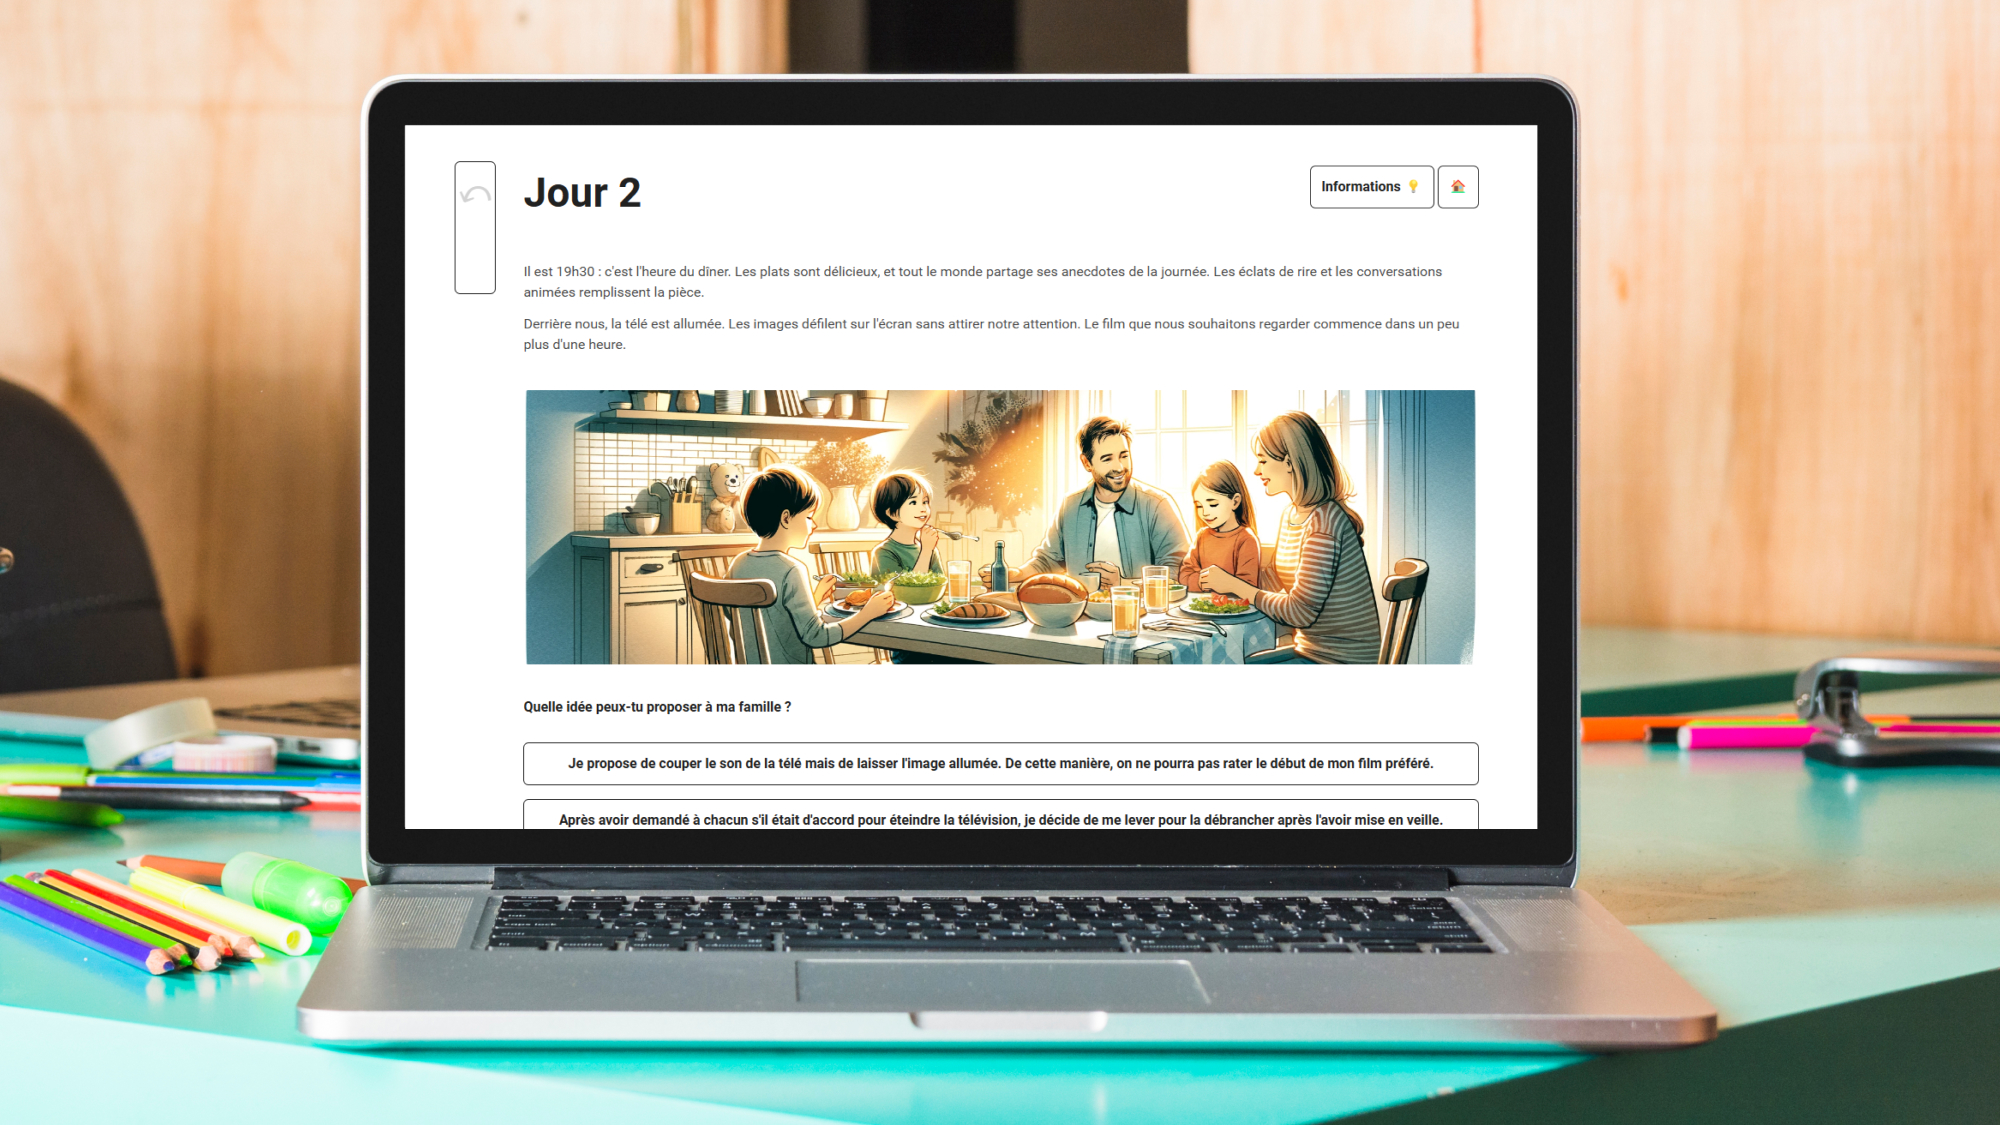 Jour 2
Informations
Il est 19h30 : c'est l'heure du dîner. Les plats sont délicieux, et tout le monde partage ses anecdotes de la journée. Les éclats de rire et les conversations
animées remplissent la pièce.
Derrière nous, la télé est allumée. Les images défilent sur l'écran sans attirer notre attention. Le film que nous souhaitons regarder commence dans un peu
plus d'une heure.
Quelle idée peux-tu proposer à ma famille ?
Je propose de couper le son de la télé mais de laisser l'image allumée. De cette manière, on ne pourra pas rater le début de mon film préféré.
Après avoir demandé à chacun s'il était d'accord pour éteindre la télévision, je décide de me lever pour la débrancher après l'avoir mise en veille.